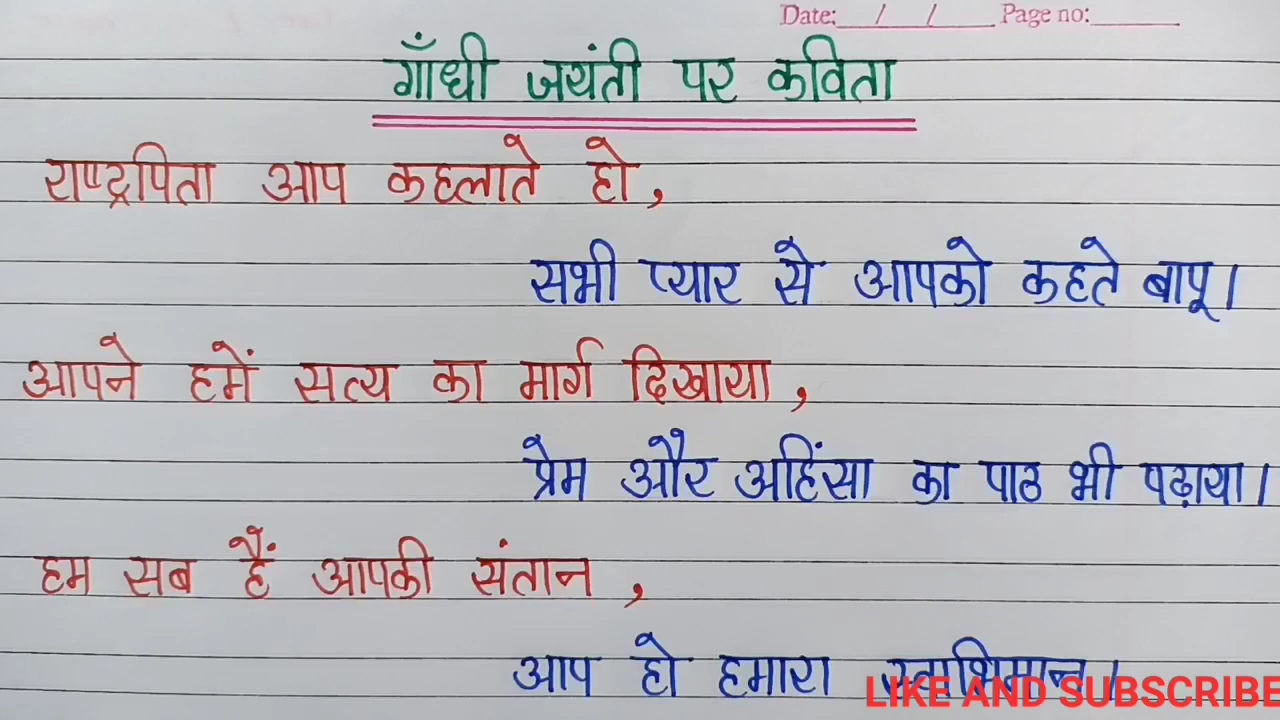 Date: / / Page no:
गाँधी जयंती पर कविता
राष्ट्रपिता आप कहलाते हो,
सभी प्यार से आपको कहते बापू।
आपने हमें सत्य का मार्ग दिखाया,
प्रेम और अहिंसा का पाठ भी पढ़ाया।
हम सब हैं आपकी संतान,
आप हो हमारा स्वाभिमान।
LIKE AND SUBSCRIBE